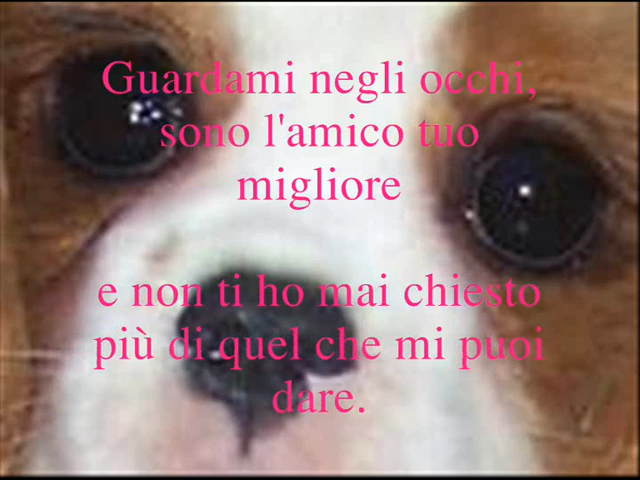 Guardami negli occhi,
sono l'amico tuo
migliore
e non ti ho mai chiesto
più di quel che mi puoi
dare.